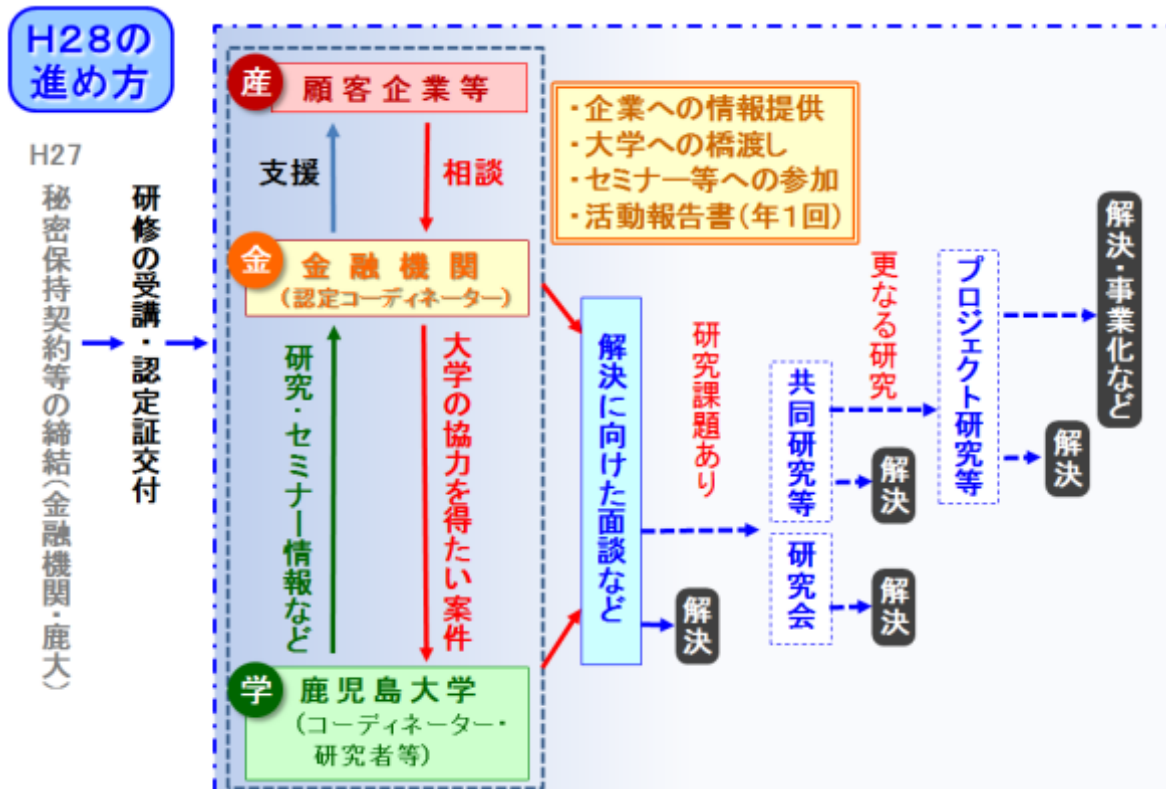 H28の
進め方
H27
秘密保持契約等の締結(金融機関・鹿大)
研修の受講・認定証交付
産
顧客企業等
支援
相談
金
金融機関
(認定コーディネーター)
研究・セミナー情報など
大学の協力を得たい案件
学
鹿児島大学
(コーディネーター・
研究者等)
・企業への情報提供
・大学への橋渡し
・セミナー等への参加
・活動報告書(年1回)
解決に向けた面談など
解決
研究課題あり
共同研究等
解決
研究会
解決
更なる研究
プロジェクト研究等
解決
解決・事業化など